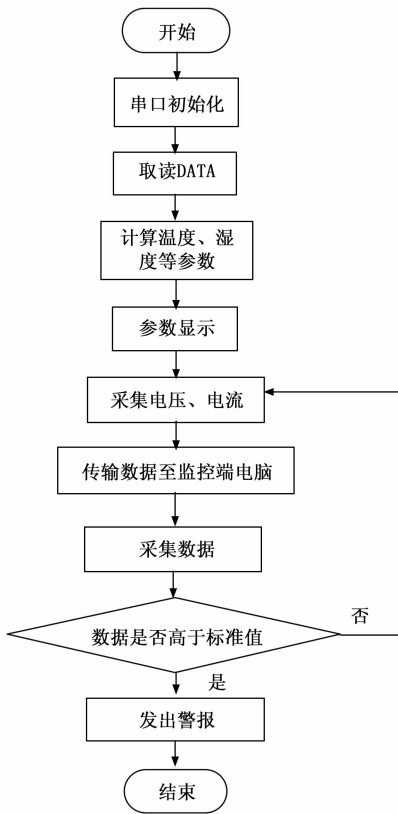 开始
串口初始化
取读DATA
计算温度、湿
度等参数
参数显示
采集电压、电流
传输数据至监控端电脑
采集数据
数据是否高于标准值
否
是
发出警报
结束